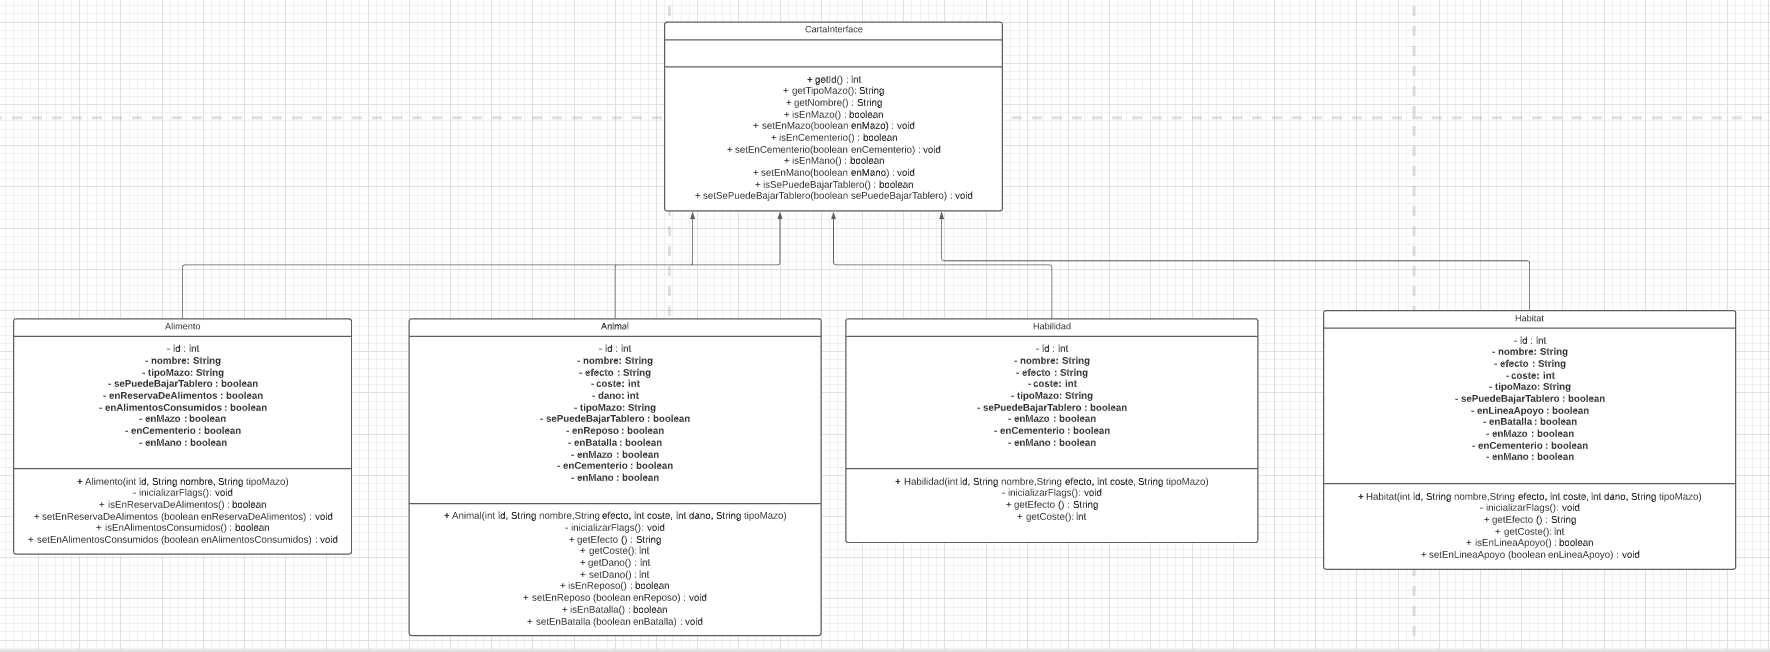 CartaInterface
+ getId() : int
+ getTipoMazo(): String
+ getNombre() : String
+ isEnMazo() : boolean
+ setEnMazo(boolean enMazo) : void
+ isEnCementerio() : boolean
+ setEnCementerio(boolean enCementerio) : void
+ isEnMano() : boolean
+ setEnMano(boolean enMano) : void
+ isSePuedeBajarTablero() : boolean
+ setSePuedeBajarTablero(boolean sePuedeBajarTablero) : void
Alimento
- id : int
- nombre: String
- tipoMazo: String
- sePuedeBajarTablero : boolean
- enReservaDeAlimentos : boolean
- enAlimentosConsumidos : boolean
- enMazo : boolean
- enCementerio : boolean
- enMano : boolean
+ Alimento(int id, String nombre, String tipoMazo)
- inicializarFlags(): void
+ isEnReservaDeAlimentos() : boolean
+ setEnReservaDeAlimentos (boolean enReservaDeAlimentos) : void
+ isEnAlimentosConsumidos() : boolean
+ setEnAlimentosConsumidos (boolean enAlimentosConsumidos) : void
Animal
- id : int
- nombre: String
- efecto : String
- coste: int
- dano: int
- tipoMazo: String
- sePuedeBajarTablero : boolean
- enReposo : boolean
- enBatalla : boolean
- enMazo : boolean
- enCementerio : boolean
- enMano : boolean
+ Animal(int id, String nombre,String efecto, int coste, int dano, String tipoMazo)
- inicializarFlags(): void
+ getEfecto () : String
+ getCoste(): int
+ getDano(): int
+ setDano(): int
+ isEnReposo() : boolean
+ setEnReposo (boolean enReposo) : void
+ isEnBatalla() : boolean
+ setEnBatalla (boolean enBatalla) : void
Habilidad
- id : int
- nombre: String
- efecto : String
- coste: int
- tipoMazo: String
- sePuedeBajarTablero : boolean
- enMazo : boolean
- enCementerio : boolean
- enMano : boolean
+ Habilidad(int id, String nombre,String efecto, int coste, String tipoMazo)
- inicializarFlags(): void
+ getEfecto () : String
+ getCoste(): int
Habitat
- id : int
- nombre: String
- efecto : String
- coste: int
- tipoMazo: String
- sePuedeBajarTablero : boolean
- enLineaApoyo : boolean
- enBatalla : boolean
- enMazo : boolean
- enCementerio : boolean
- enMano : boolean
+ Habitat(int id, String nombre,String efecto, int coste, int dano, String tipoMazo)
- inicializarFlags(): void
+ getEfecto () : String
+ getCoste(): int
+ isEnLineaApoyo() : boolean
+ setEnLineaApoyo (boolean enLineaApoyo) : void